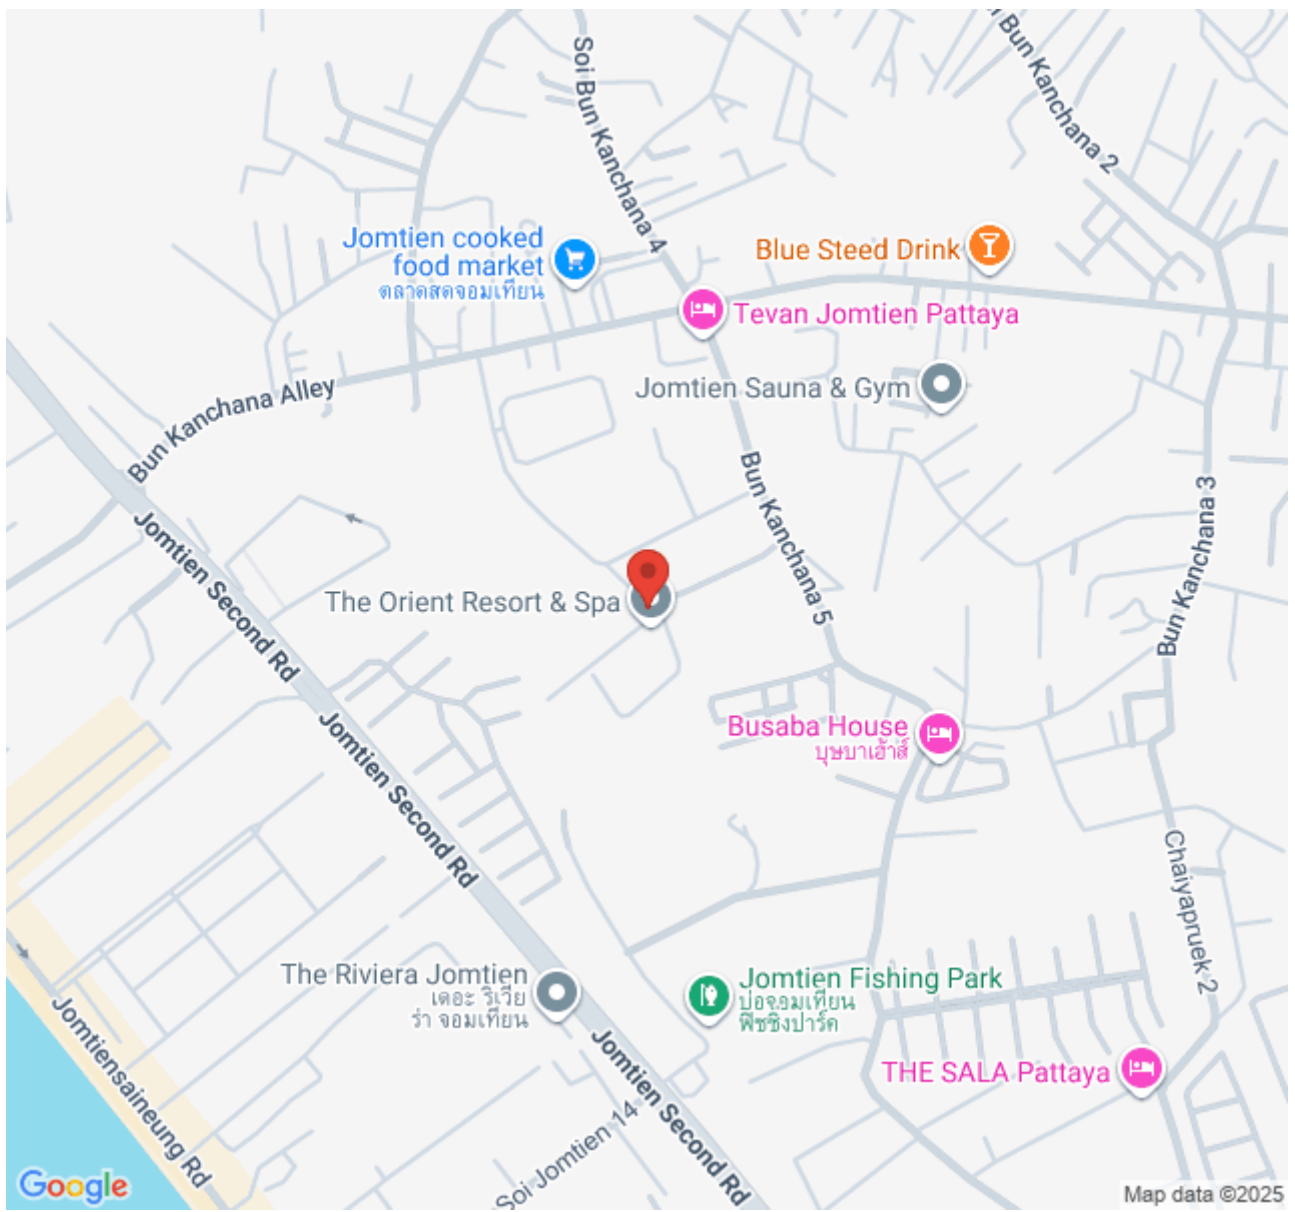 Soi Bun Kanchana 4
Bun Kanchana 2
Jomtien cooked
food market
ตลาดสดจอมเทียน
Blue Steed Drink
Tevan Jomtien Pattaya
Jomtien Sauna & Gym
Bun Kanchana Alley
Bun Kanchana 5
Bun Kanchana 3
Jomtien Second Rd
The Orient Resort & Spa
Jomtien Second Rd
Busaba House
บุษบาเฮ้าส์
Chaiyapruek 2
The Riviera Jomtien
เดอะ ริเวีย
ร่า จอมเทียน
Jomtien Fishing Park
บ่อจอมเทียน
ฟิชชิงปาร์ค
Jomtiensaineung Rd
Jomtien Second Rd
THE SALA Pattaya
Soi Jomtien 14
Google
Map data ©2025